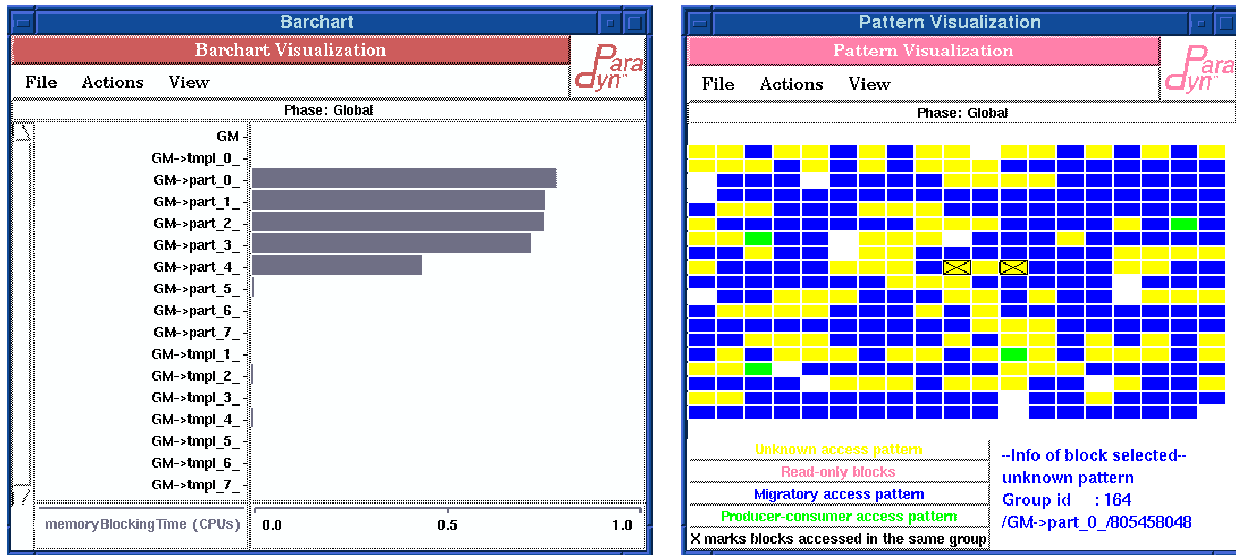 Barchart
Barchart Visualization
Para
dyn™
File Actions View
Phase: Global
GM
GM->tmpl_0_
GM->part_0_
GM->part_1_
GM->part_2_
GM->part_3_
GM->part_4_
GM->part_5_
GM->part_6_
GM->part_7_
GM->tmpl_1_
GM->tmpl_2_
GM->tmpl_3_
GM->tmpl_4_
GM->tmpl_5_
GM->tmpl_6_
GM->tmpl_7_
memoryBlockingTime (CPUs) 0.0 0.5 1.0
Pattern Visualization
Pattern Visualization
Para
dyn™
File Actions View
Phase: Global
Unknown access pattern
Read-only blocks
Migratory access pattern
Producer-consumer access pattern
X marks blocks accessed in the same group
--Info of block selected--
unknown pattern
Group id : 164
/GM->part_0_/805458048